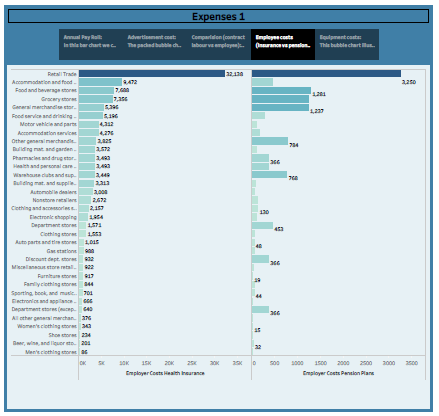 Expenses 1
Annual Pay Roll: Advertisement cost: Comparision (contract Employee costs Equipment costs:
In this bar chart we c.. The packed bubble ch.. labour vs employee):.. (insurance vs pension.. This bubble chart illus..
Retail Trade 32,138
Accommodation and food .. 9,472 3,250
Food and beverage stores 7,688 1,281
Grocery stores 7,356
General merchandise stor.. 5,396 1,237
Food service and drinking .. 5,196
Motor vehicle and parts 4,312
Accommodation services 4,276
Other general merchandis.. 3,825 784
Building mat. and garden.. 3,572
Pharmacies and drug stor.. 3,493 366
Health and personal care.. 3,493
Warehouse clubs and sup.. 3,449 768
Building mat. and supplie.. 3,313
Automobile dealers 3,008
Nonstore retailers 2,672
Clothing and accessories s.. 2,157 130
Electronic shopping 1,954
Department stores 1,571 453
Clothing stores 1,553
Auto parts and tire stores 1,015 48
Gas stations 988
Discount dept. stores 932 366
Miscellaneous store retail.. 922
Furniture stores 917 19
Family clothing stores 844
Sporting, book, and music.. 701 44
Electronics and appliance .. 666
Department stores (excep.. 640 366
All other general merchan.. 376
Women's clothing stores 343 15
Shoe stores 234
Beer, wine, and liquor sto.. 201 32
Men's clothing stores 86
0K 5K 10K 15K 20K 25K 30K 35K 0 500 1000 1500 2000 2500 3000 3500
Employer Costs Health Insurance Employer Costs Pension Plans